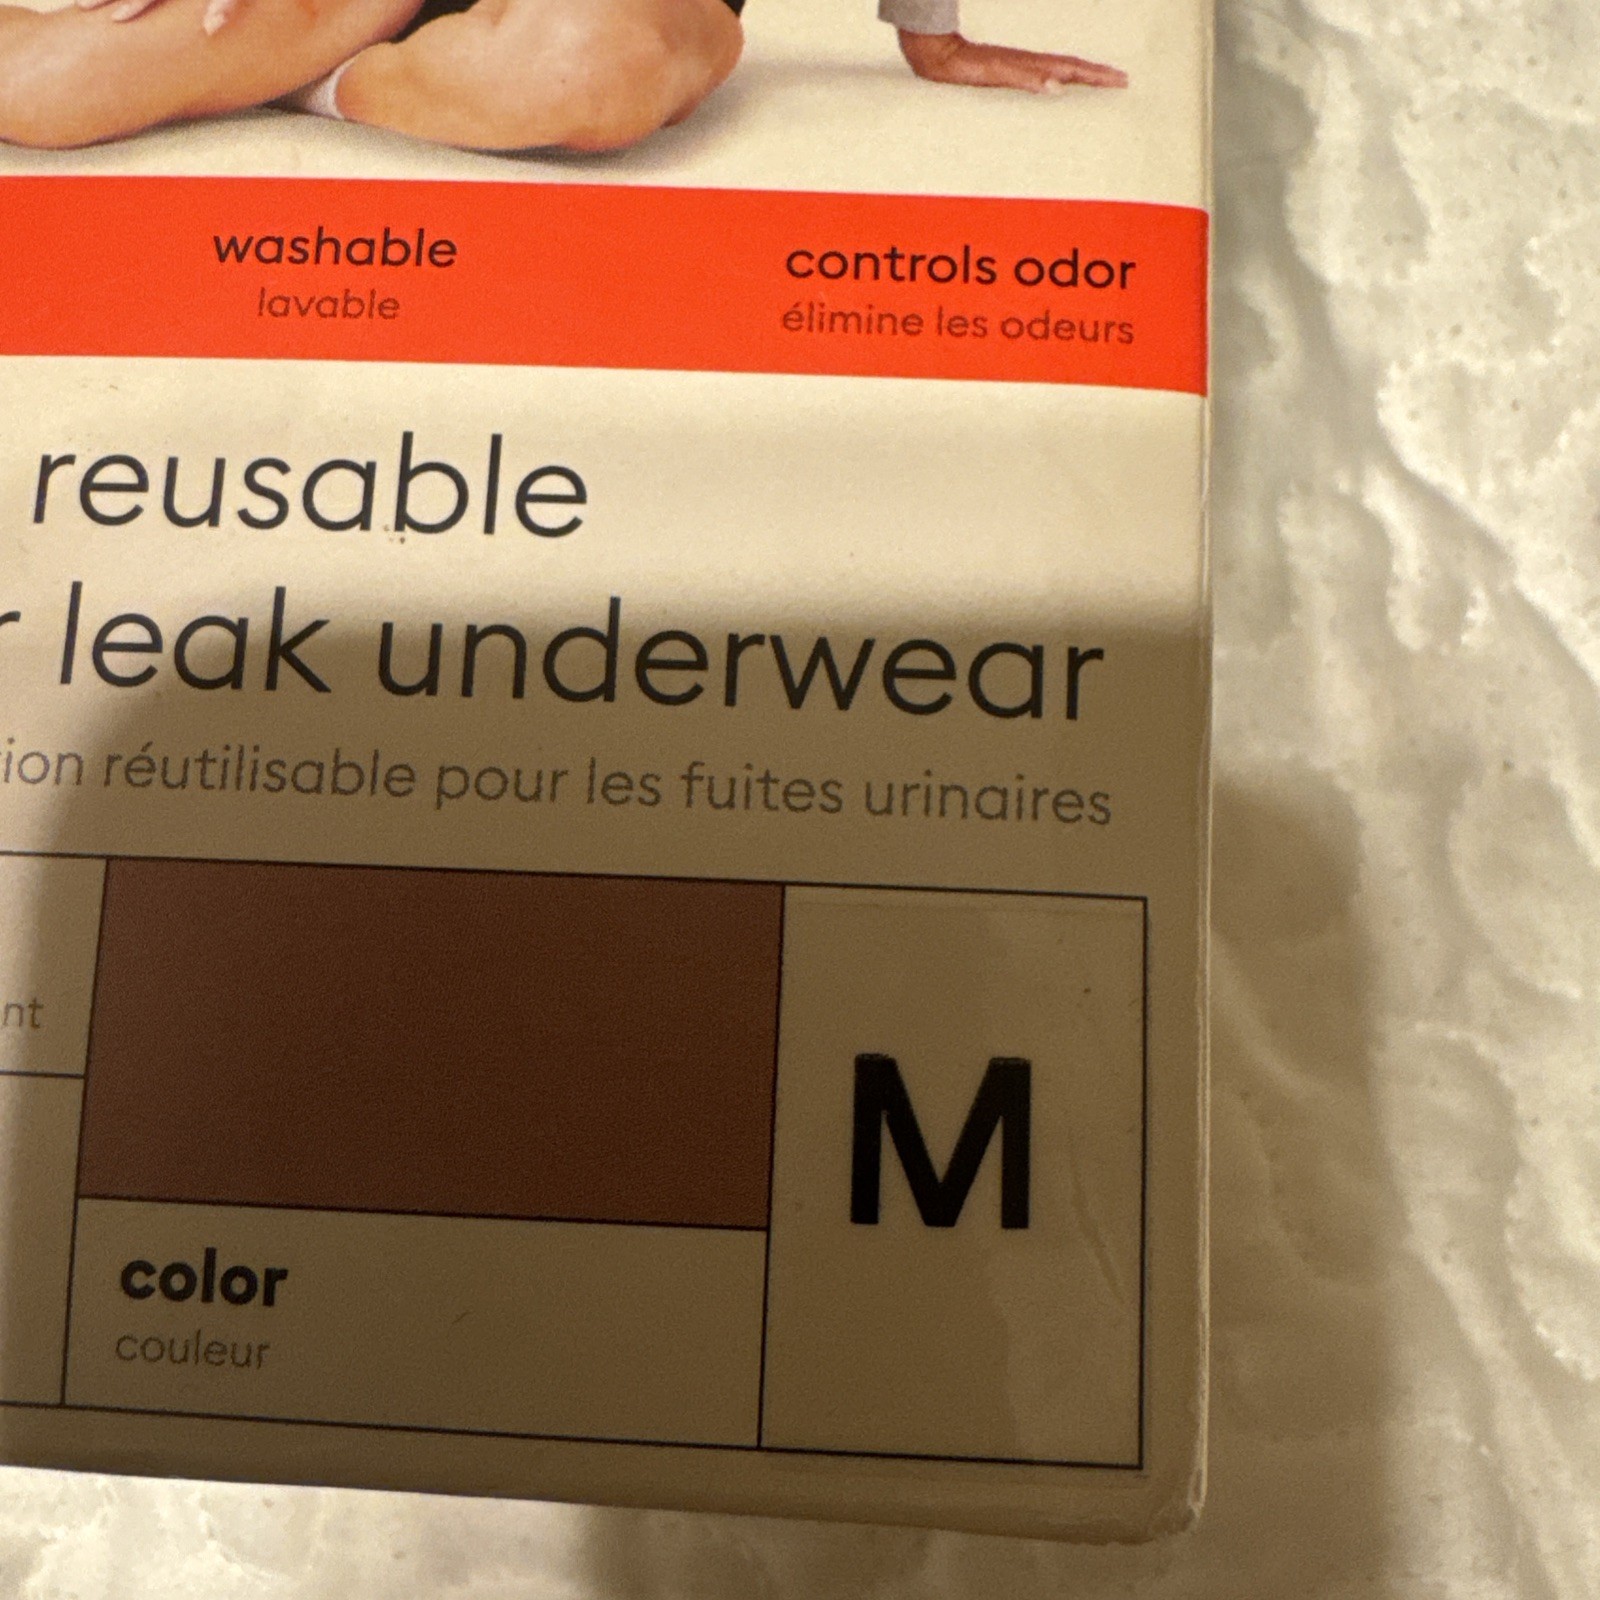 washable
lavable
controls odor
élimine les odeurs
reusable
leak underwear
réutilisable pour les fuites urinaires
M
color
couleur